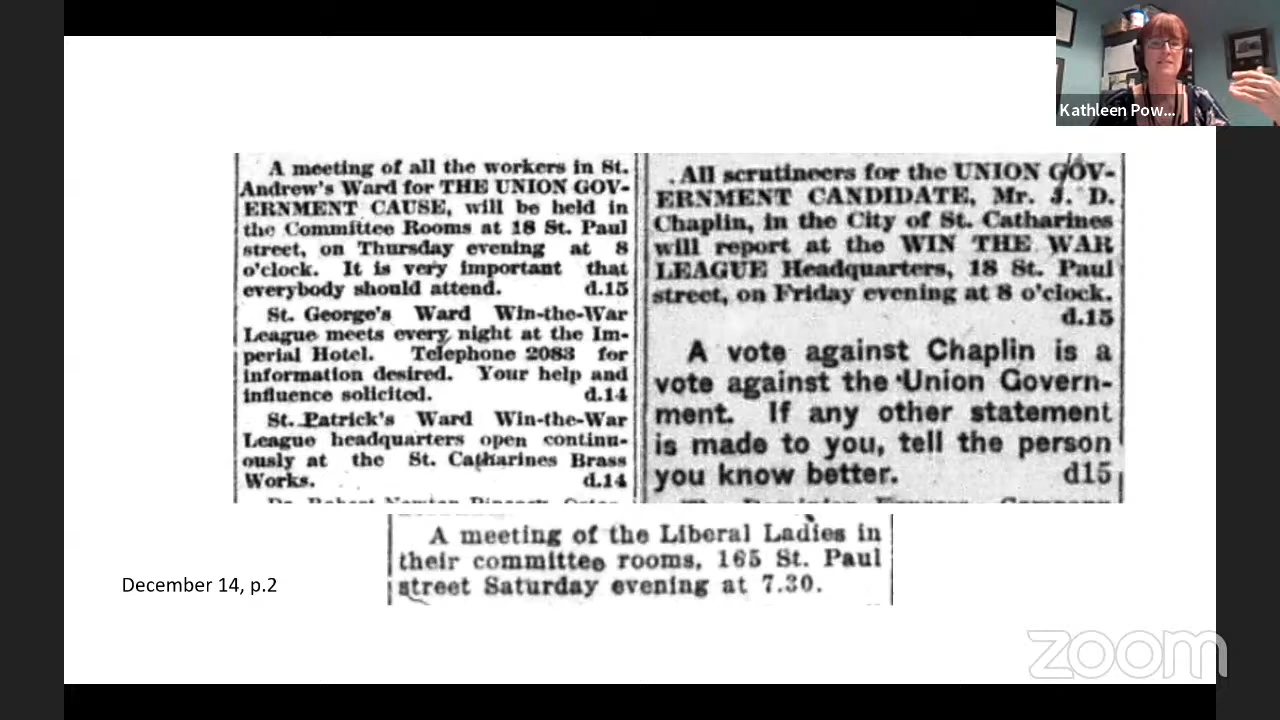 Kathleen Pow...
A meeting of all the workers in St.
Andrew's Ward for THE UNION GOV-
ERNMENT CAUSE, will be held in
the Committee Rooms at 18 St. Paul
street, on Thursday evening at 8
o'clock. It is very important that
everybody should attend. d.15
St. George's Ward Win-the-War
League meets every night at the Im-
perial Hotel. Telephone 2083 for
information desired. Your help and
influence solicited. d.14
St. Patrick's Ward Win-the-War
League headquarters open continu-
ously at the St. Catharines Brass
Works. d.14
All scrutineers for the UNION GOV-
ERNMENT CANDIDATE, Mr. J. D.
Chaplin, in the City of St. Catharines
will report at the WIN THE WAR
LEAGUE Headquarters, 18 St. Paul
street, on Friday evening at 8 o'clock.
d.15
A vote against Chaplin is a
vote against the Union Govern-
ment. If any other statement
is made to you, tell the person
you know better. d15
A meeting of the Liberal Ladies in
their committee rooms, 165 St. Paul
street Saturday evening at 7.30.
December 14, p.2
zoom